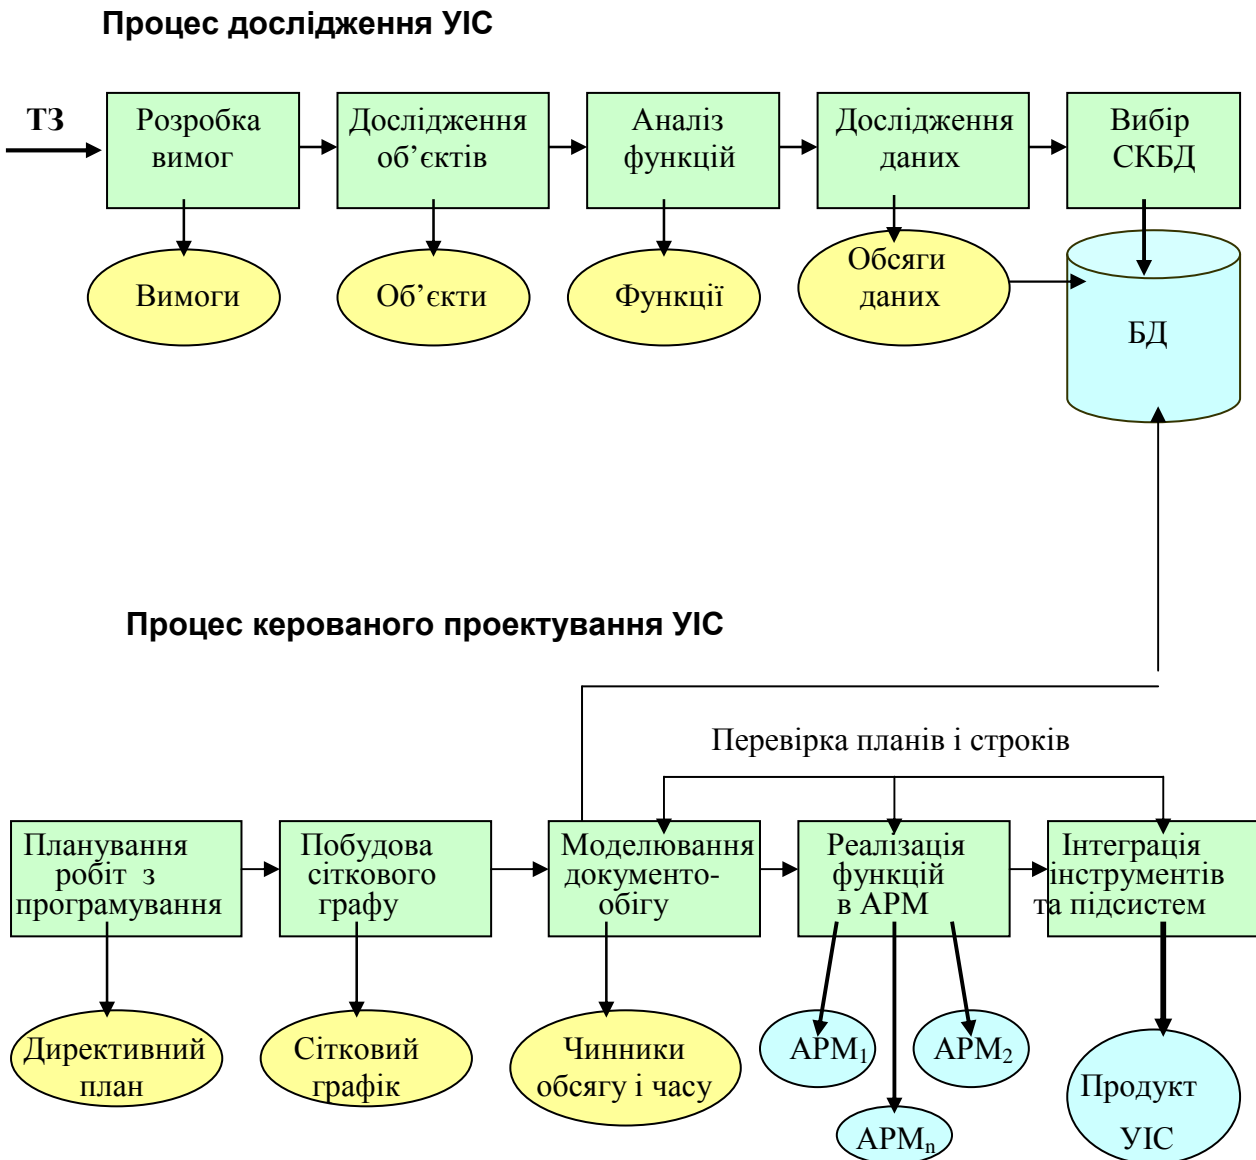 Процес дослідження УІС
ТЗ
Розробка
вимог
Дослідження
об’єктів
Аналіз
функцій
Дослідження
даних
Вибір
СКБД
Вимоги
Об’єкти
Функції
Обсяги
даних
БД
Процес керованого проектування УІС
Перевірка планів і строків
Планування
робіт з
програмування
Побудова
сіткового
графу
Моделювання
документо-
обігу
Реалізація
функцій
в АРМ
Інтеграція
інструментів
та підсистем
Директивний
план
Сітковий
графік
Чинники
обсягу і часу
АРМ1
АРМ2
АРМn
Продукт
УІС